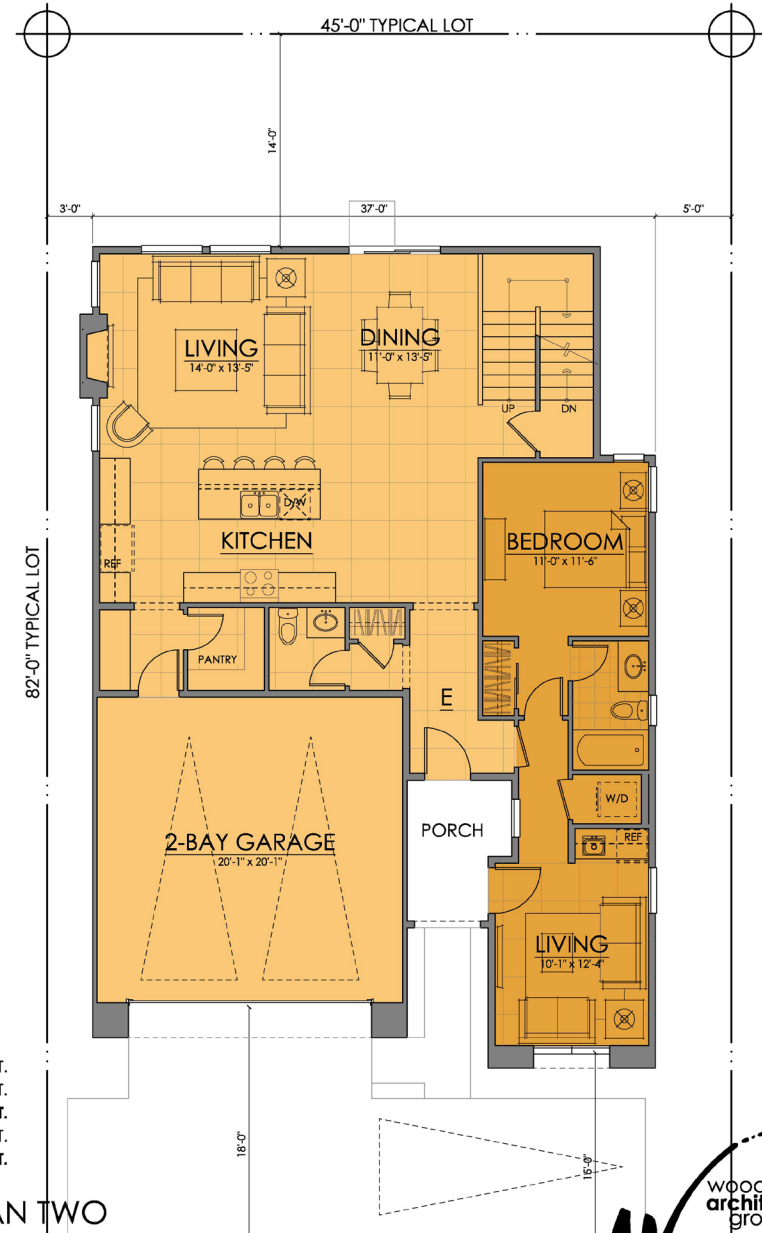 45'-0" TYPICAL LOT
14'-0"
3'-0"
37'-0"
5'-0"
LIVING
14'-0" x 13'-5"
DINING
11'-0" x 13'-5"
UP
DN
D/W
KITCHEN
REF
BEDROOM
11'-0" x 11'-6"
82'-0" TYPICAL LOT
PANTRY
E
W/D
PORCH
REF
2-BAY GARAGE
20'-1" x 20'-1"
LIVING
10'-1" x 12'-4"
T.
T.
T.
T.
T.
18'-0"
AN TWO
wood
archit
gro